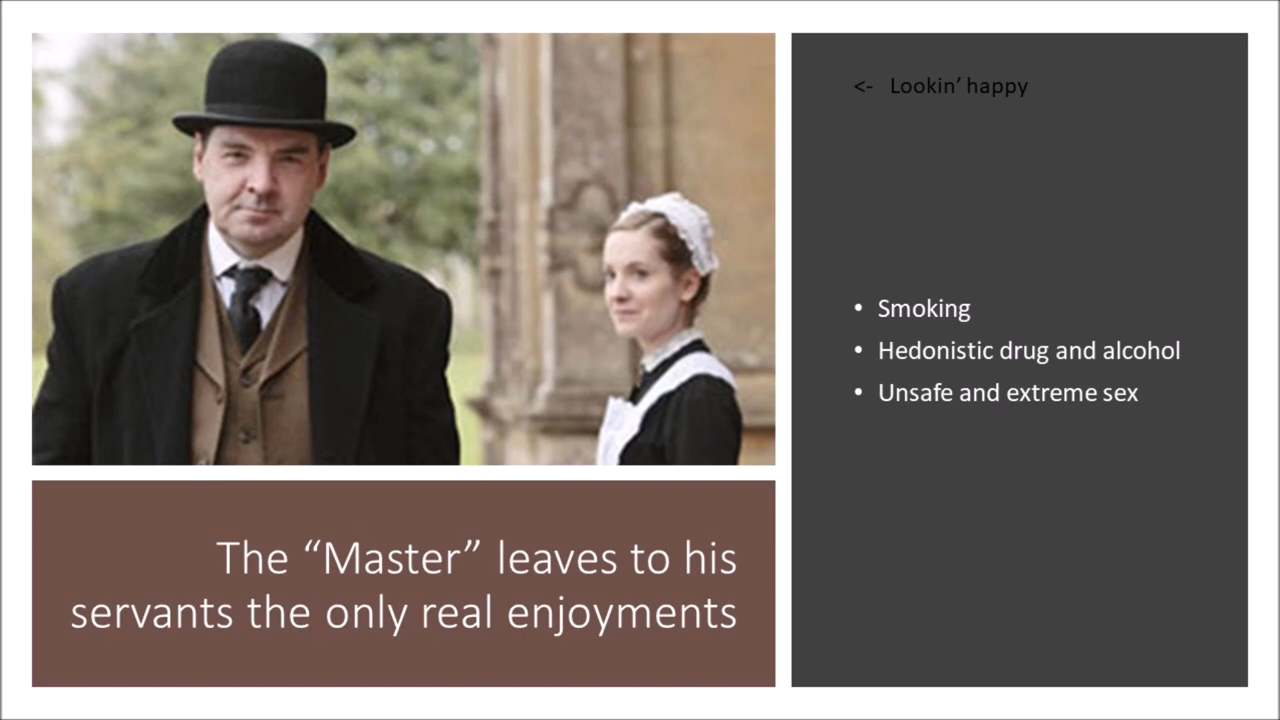 <- Lookin’ happy
• Smoking
• Hedonistic drug and alcohol
• Unsafe and extreme sex
The “Master” leaves to his
servants the only real enjoyments